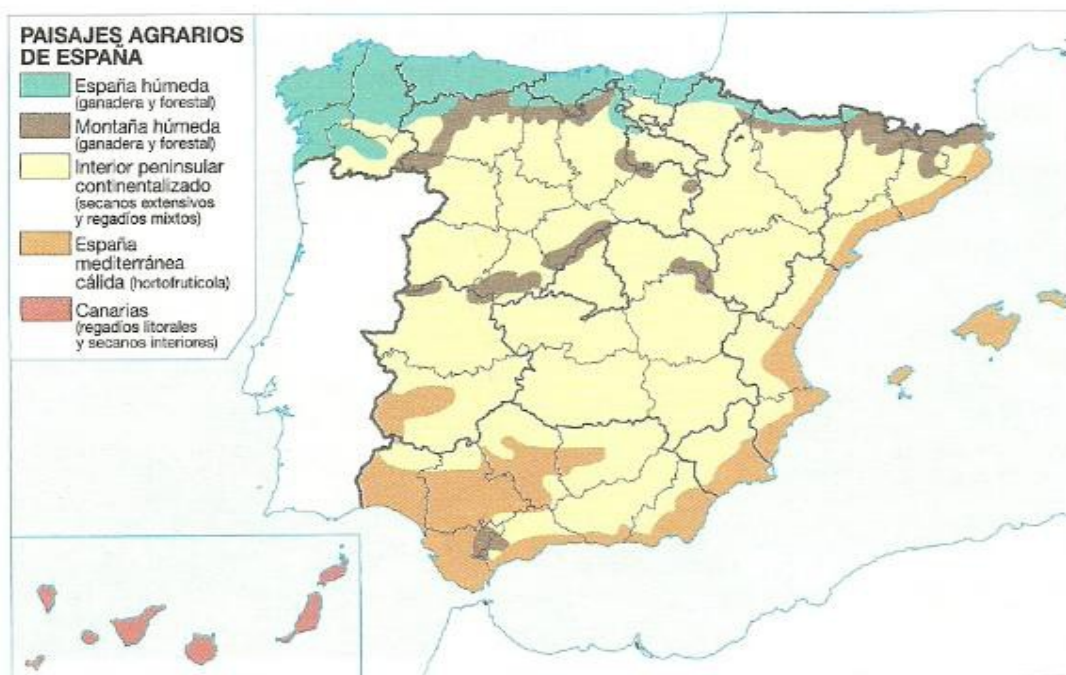 PAISAJES AGRARIOS
DE ESPAÑA
España húmeda
(ganadera y forestal)
Montaña húmeda
(ganadera y forestal)
Interior peninsular
continentalizado
(secanos extensivos
y regadíos mixtos)
España
mediterránea
cálida (hortofrutícola)
Canarias
(regadíos litorales
y secanos interiores)